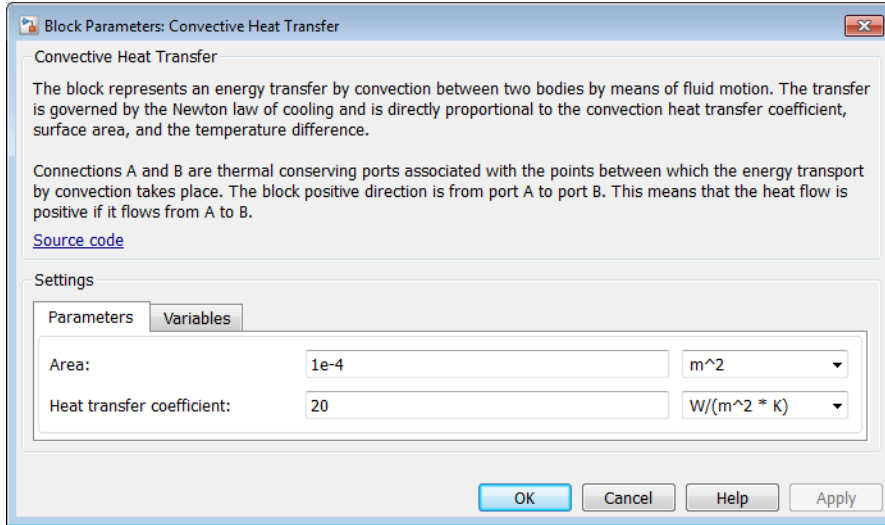 Block Parameters: Convective Heat Transfer
Convective Heat Transfer
The block represents an energy transfer by convection between two bodies by means of fluid motion. The transfer
is governed by the Newton law of cooling and is directly proportional to the convection heat transfer coefficient,
surface area, and the temperature difference.
Connections A and B are thermal conserving ports associated with the points between which the energy transport
by convection takes place. The block positive direction is from port A to port B. This means that the heat flow is
positive if it flows from A to B.
Source code
Settings
Parameters Variables
Area: 1e-4 m^2
Heat transfer coefficient: 20 W/(m^2 * K)
OK Cancel Help Apply